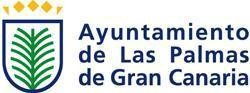 Ayuntamiento
de Las Palmas
de Gran Canaria